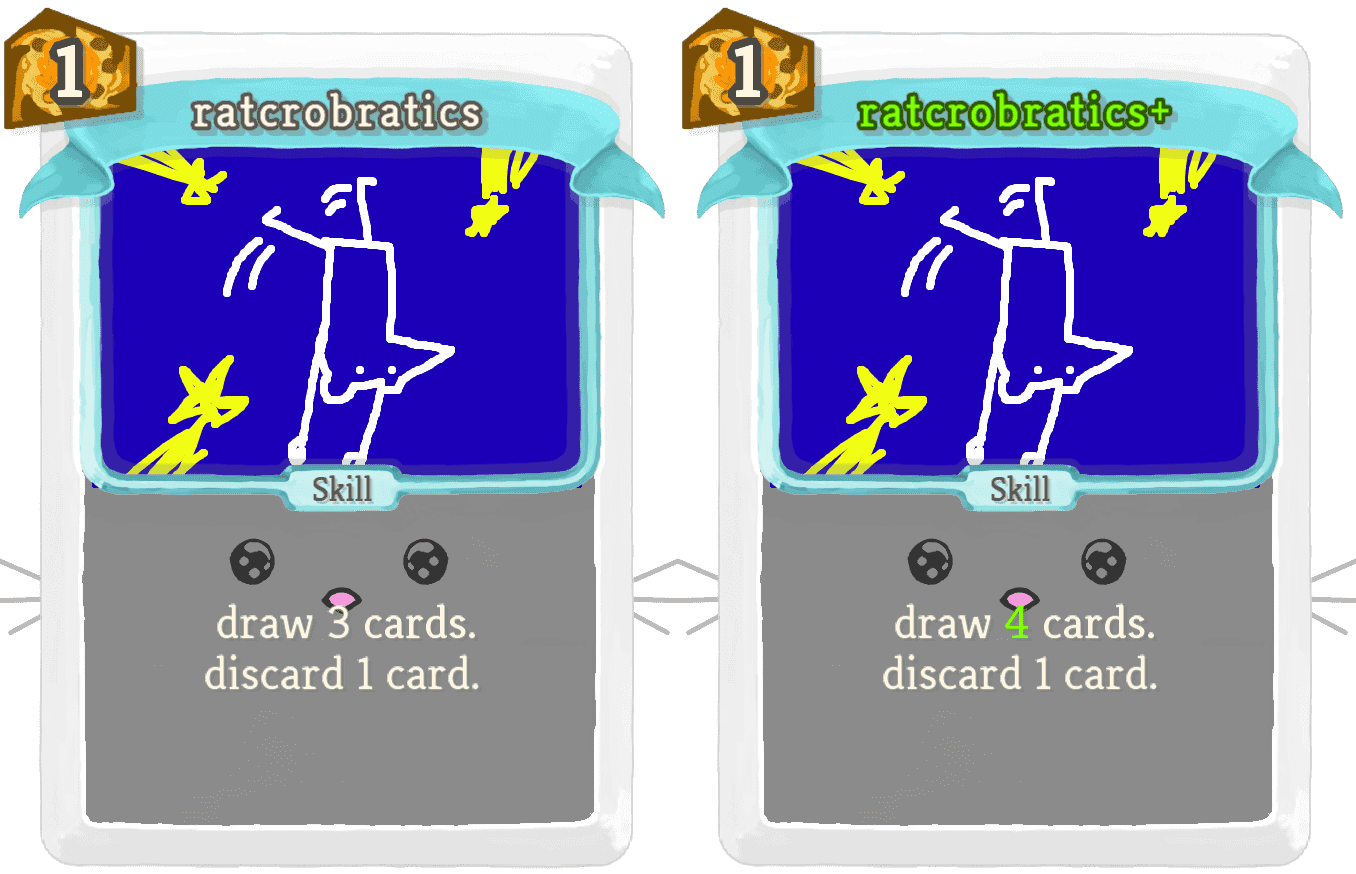 1
ratcrobratics
Skill
draw 3 cards.
discard 1 card.
1
ratcrobratics+
Skill
draw 4 cards.
discard 1 card.